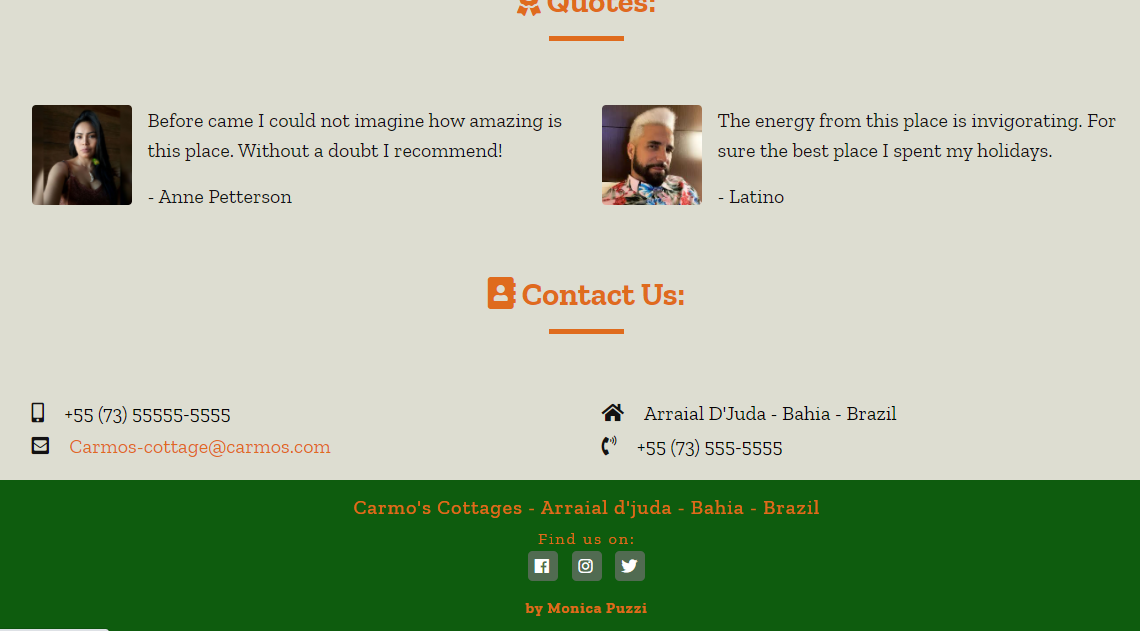 Quotes:
Before came I could not imagine how amazing is
this place. Without a doubt I recommend!
- Anne Petterson
The energy from this place is invigorating. For
sure the best place I spent my holidays.
- Latino
Contact Us:
+55 (73) 55555-5555
Carmos-cottage@carmos.com
Arraial D'Juda - Bahia - Brazil
+55 (73) 555-5555
Carmo's Cottages - Arraial d'juda - Bahia - Brazil
Find us on:
by Monica Puzzi